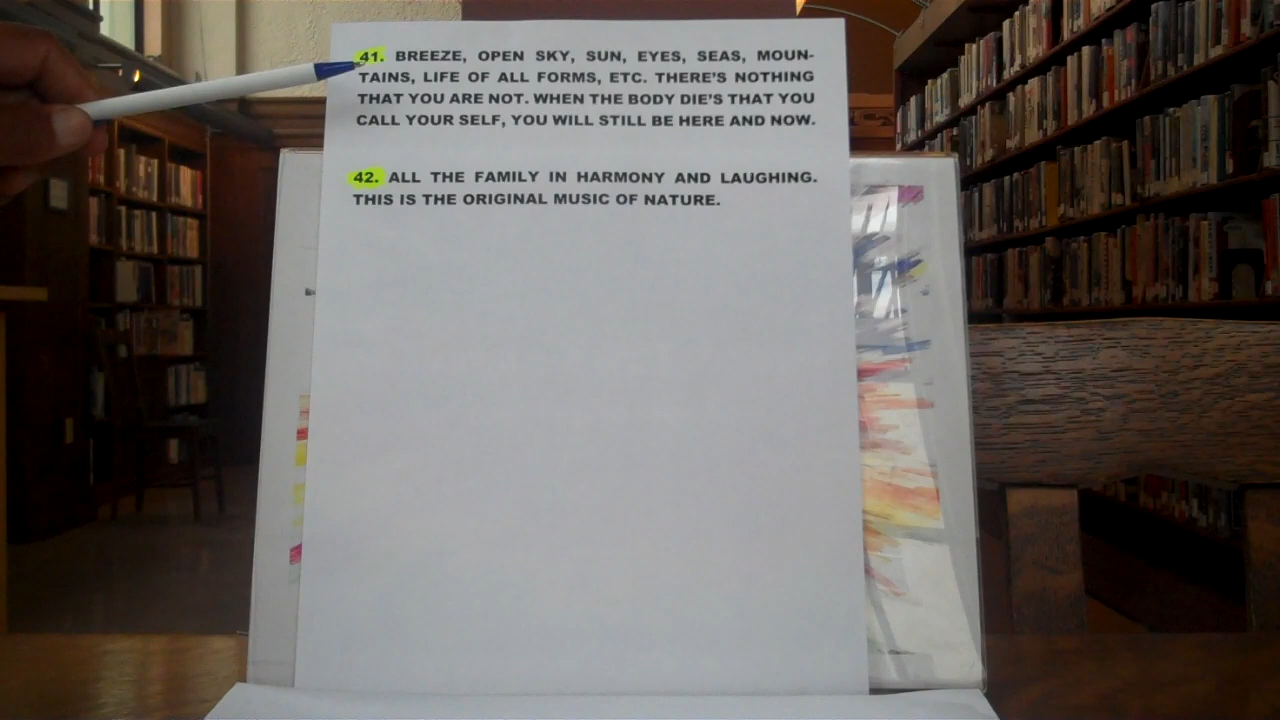 41. BREEZE, OPEN SKY, SUN, EYES, SEAS, MOUN-
TAINS, LIFE OF ALL FORMS, ETC. THERE'S NOTHING
THAT YOU ARE NOT. WHEN THE BODY DIE'S THAT YOU
CALL YOUR SELF, YOU WILL STILL BE HERE AND NOW.
42. ALL THE FAMILY IN HARMONY AND LAUGHING.
THIS IS THE ORIGINAL MUSIC OF NATURE.